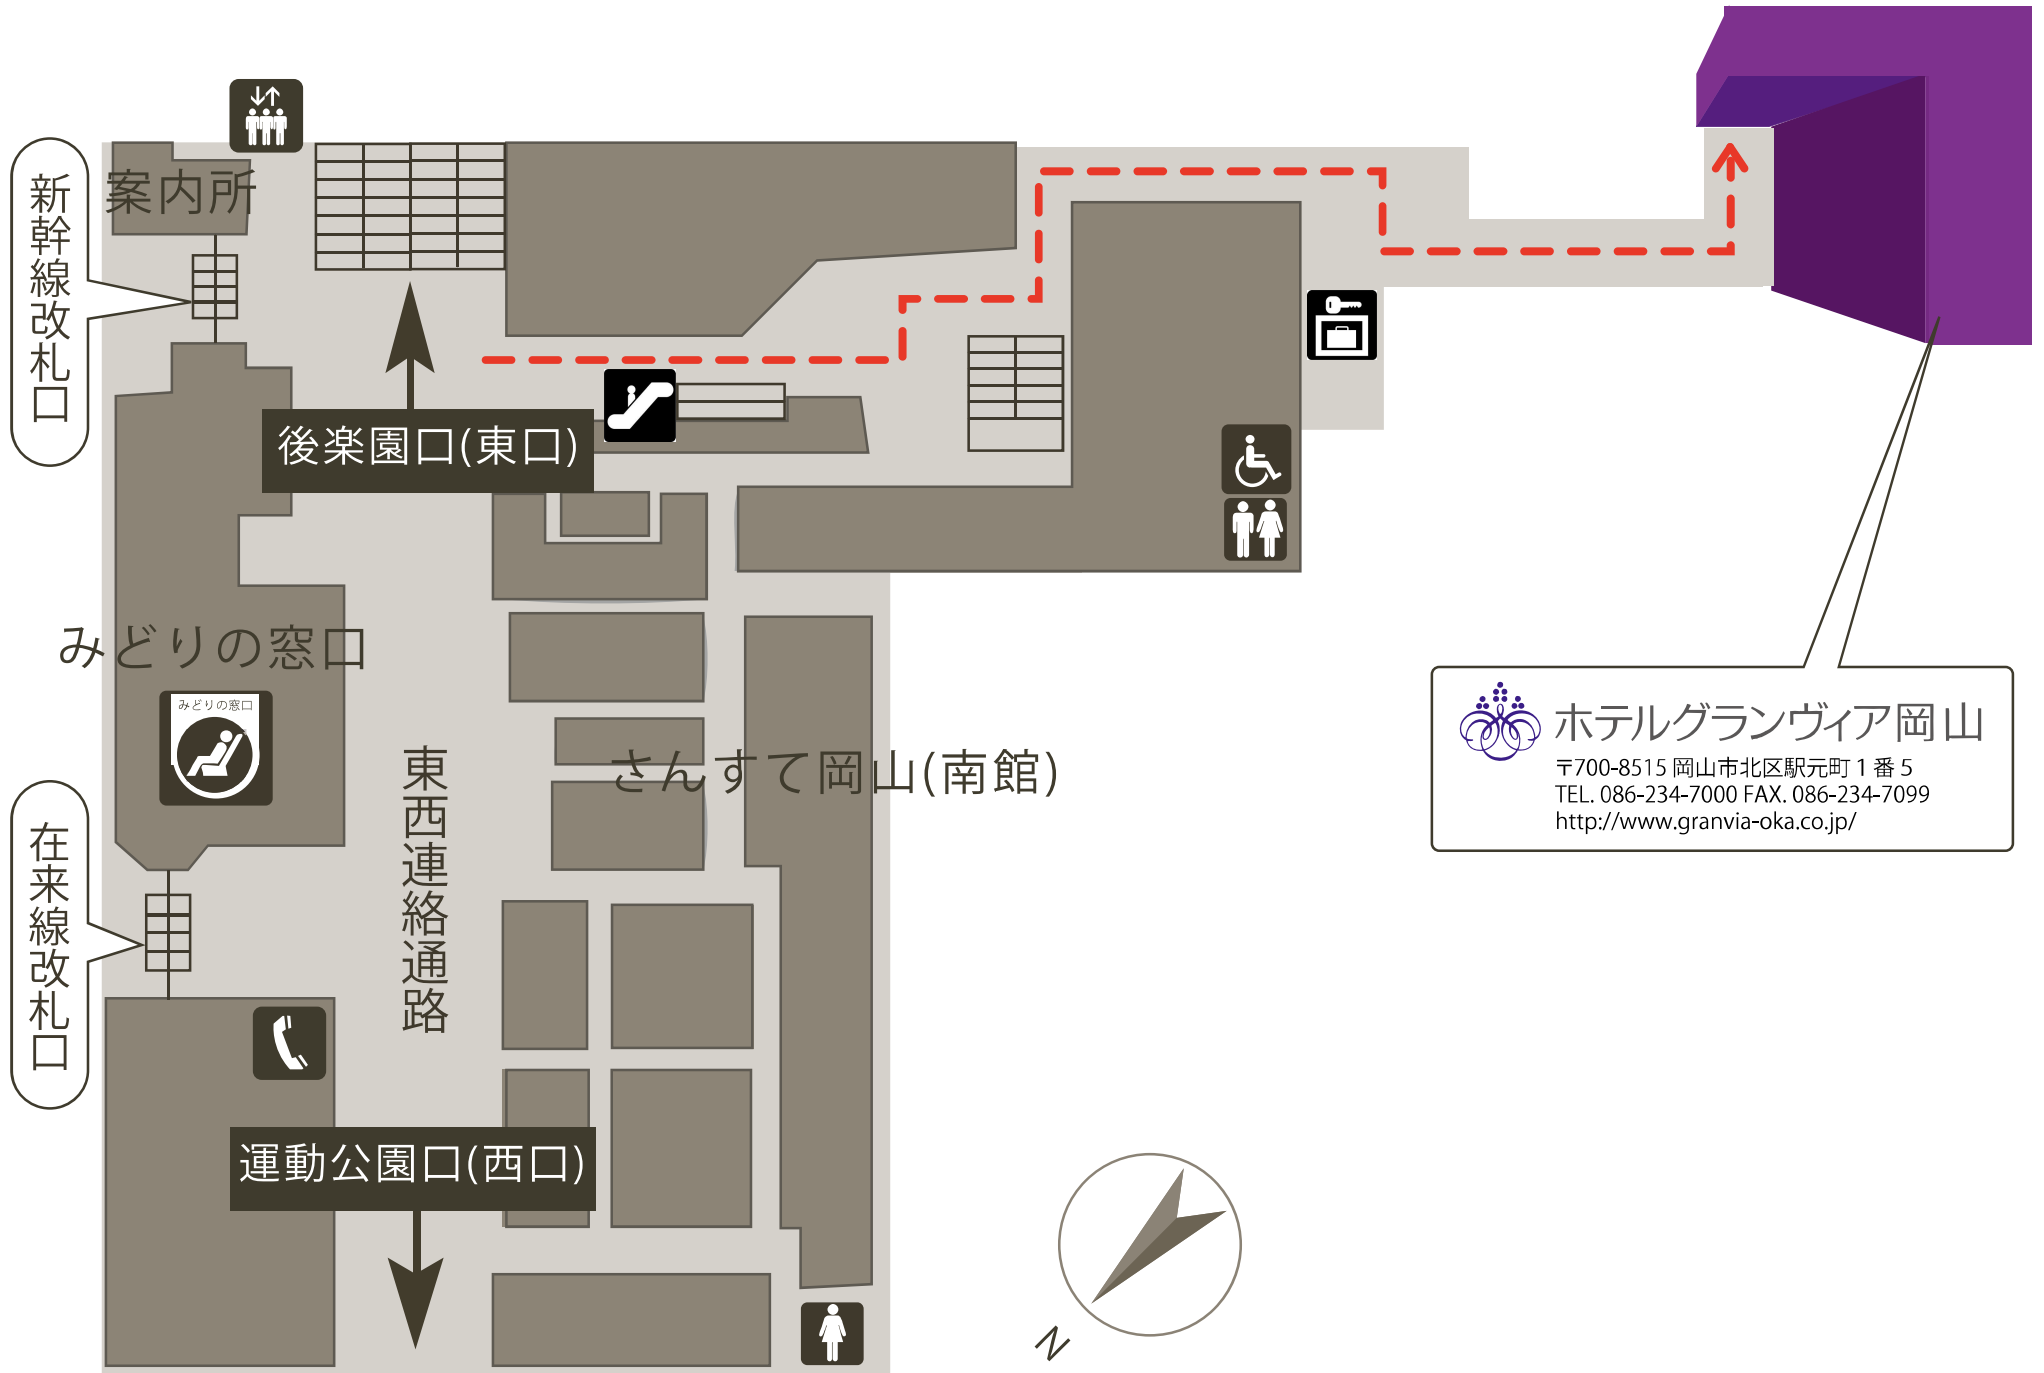 案内所
新幹線改札口
後楽園口(東口)
みどりの窓口
みどりの窓口
東西連絡通路
さんすて岡山(南館)
在来線改札口
運動公園口(西口)
ホテルグランヴィア岡山
〒700-8515 岡山市北区駅元町 1 番 5
TEL. 086-234-7000 FAX. 086-234-7099
http://www.granvia-oka.co.jp/
N